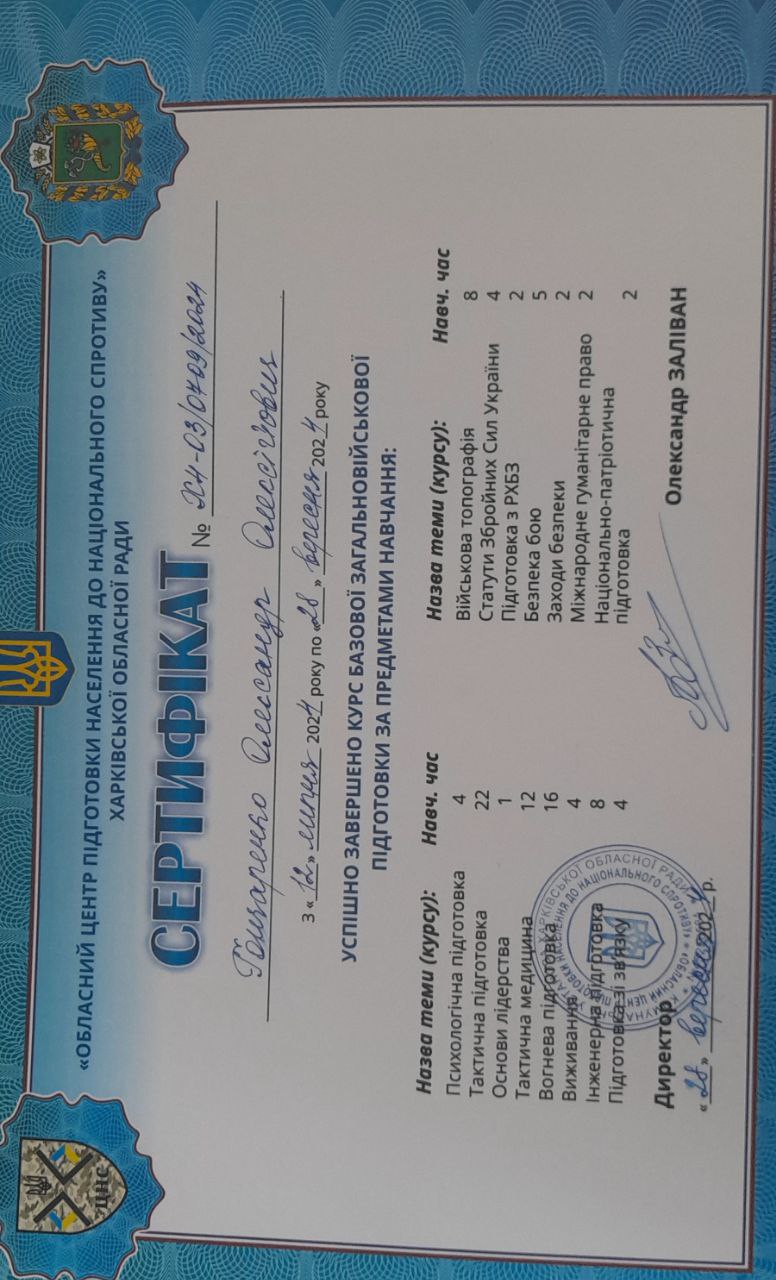 «ОБЛАСНИЙ ЦЕНТР ПІДГОТОВКИ НАСЕЛЕННЯ ДО НАЦІОНАЛЬНОГО СПРОТИВУ»
ХАРКІВСЬКОЇ ОБЛАСНОЇ РАДИ
СЕРТИФІКАТ
№ ХН-03/0709/2024
Гончаренко Олександр Олексійович
З «12» липня 2024 року по «28» вересня 2024 року
УСПІШНО ЗАВЕРШЕНО КУРС БАЗОВОЇ ЗАГАЛЬНОВІЙСЬКОВОЇ
ПІДГОТОВКИ ЗА ПРЕДМЕТАМИ НАВЧАННЯ:
Назва теми (курсу): Навч. час
Психологічна підготовка 4
Тактична підготовка 22
Основи лідерства 1
Тактична медицина 12
Вогнева підготовка 16
Виживання 4
Інженерна підготовка 8
Підготовка зі зв'язку 4
Назва теми (курсу): Навч. час
Військова топографія 8
Статути Збройних Сил України 4
Підготовка з РХБЗ 2
Безпека бою 5
Заходи безпеки 2
Міжнародне гуманітарне право 2
Національно-патріотична
підготовка 2
Директор Олександр ЗАЛІВАН
«28» вересня 2024 р.
ЦНС